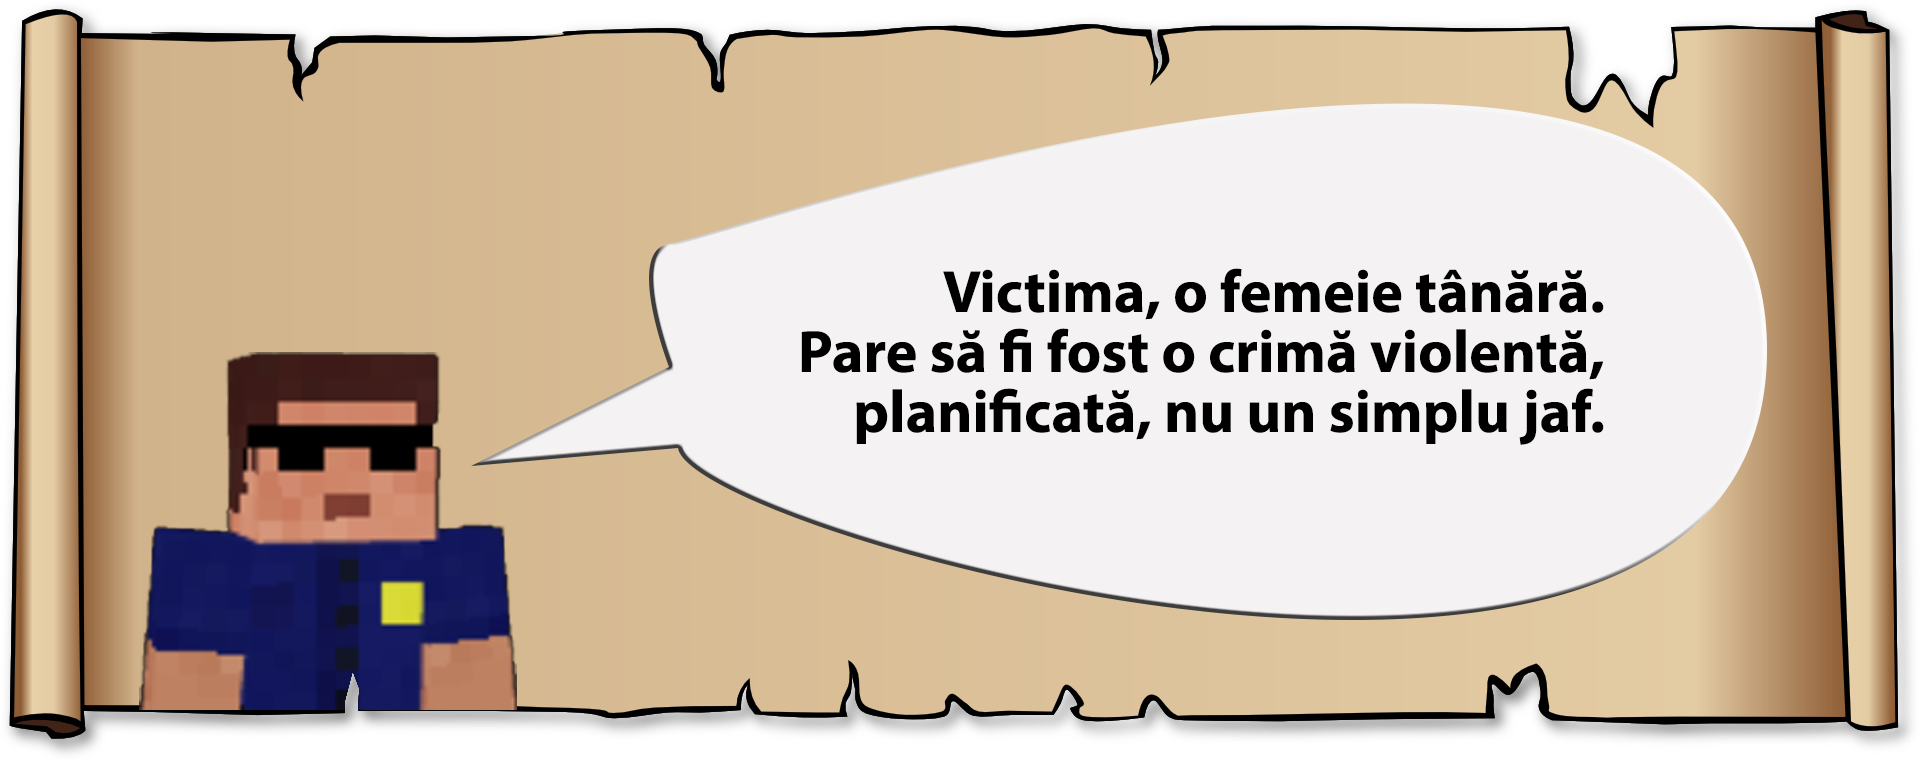 Victima, o femeie tânără.
Pare să fi fost o crimă violentă,
planificată, nu un simplu jaf.